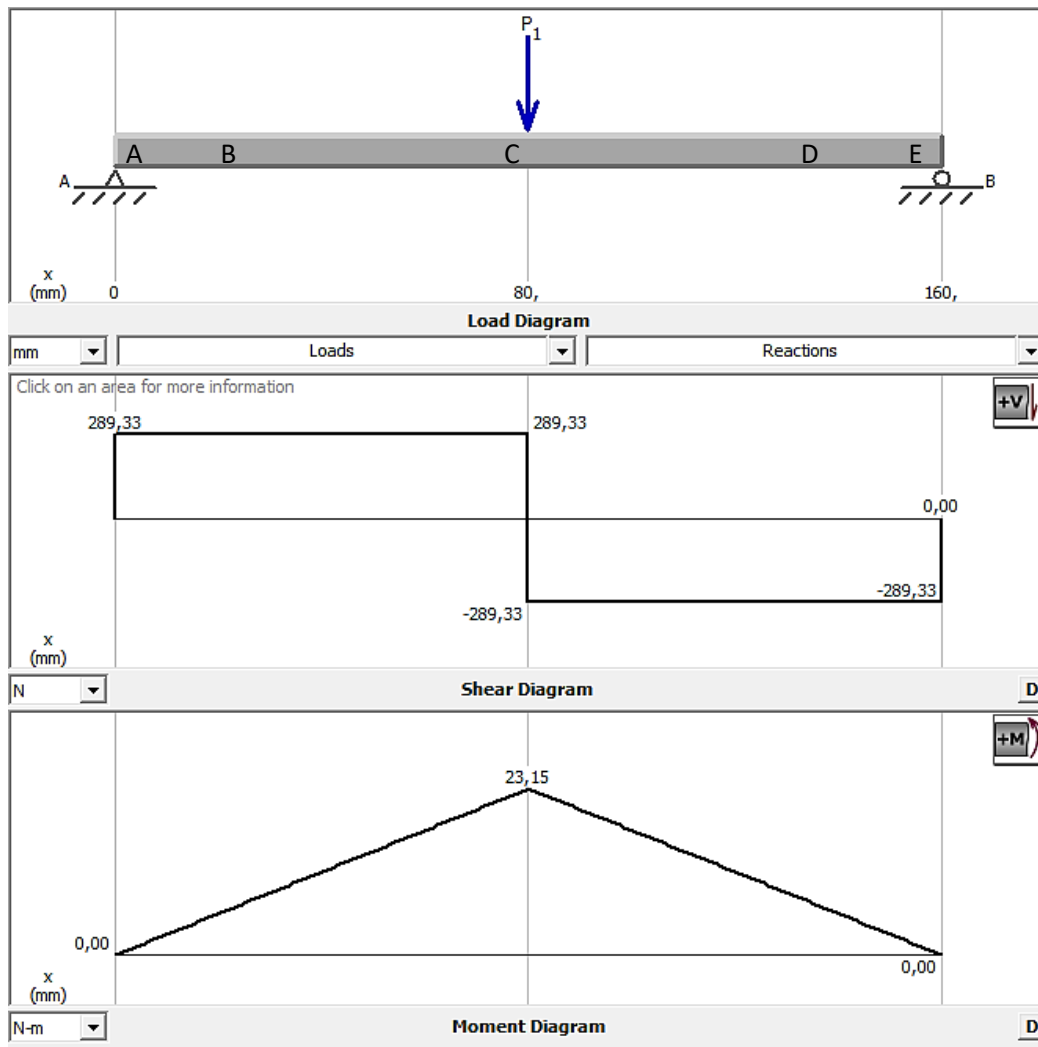 P1
A B C D E
A B
x
(mm) 0 80, 160,
Load Diagram
mm Loads Reactions
Click on an area for more information
+V
289,33 289,33
0,00
-289,33
-289,33
x
(mm)
N Shear Diagram D
+M
23,15
0,00
0,00
x
(mm)
N-m Moment Diagram D